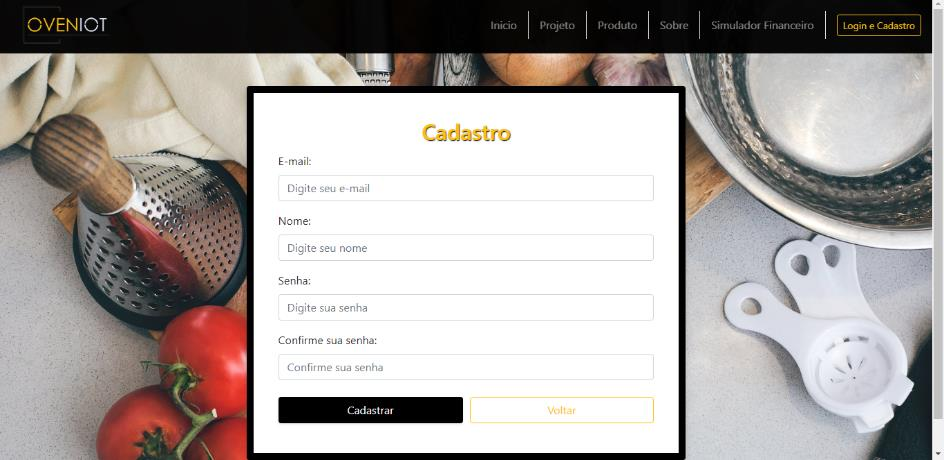 OVENIOT
Inicio
Projeto
Produto
Sobre
Simulador Financeiro
Login e Cadastro
Cadastro
E-mail:
Digite seu e-mail
Nome:
Digite seu nome
Senha:
Digite sua senha
Confirme sua senha:
Confirme sua senha
Cadastrar
Voltar